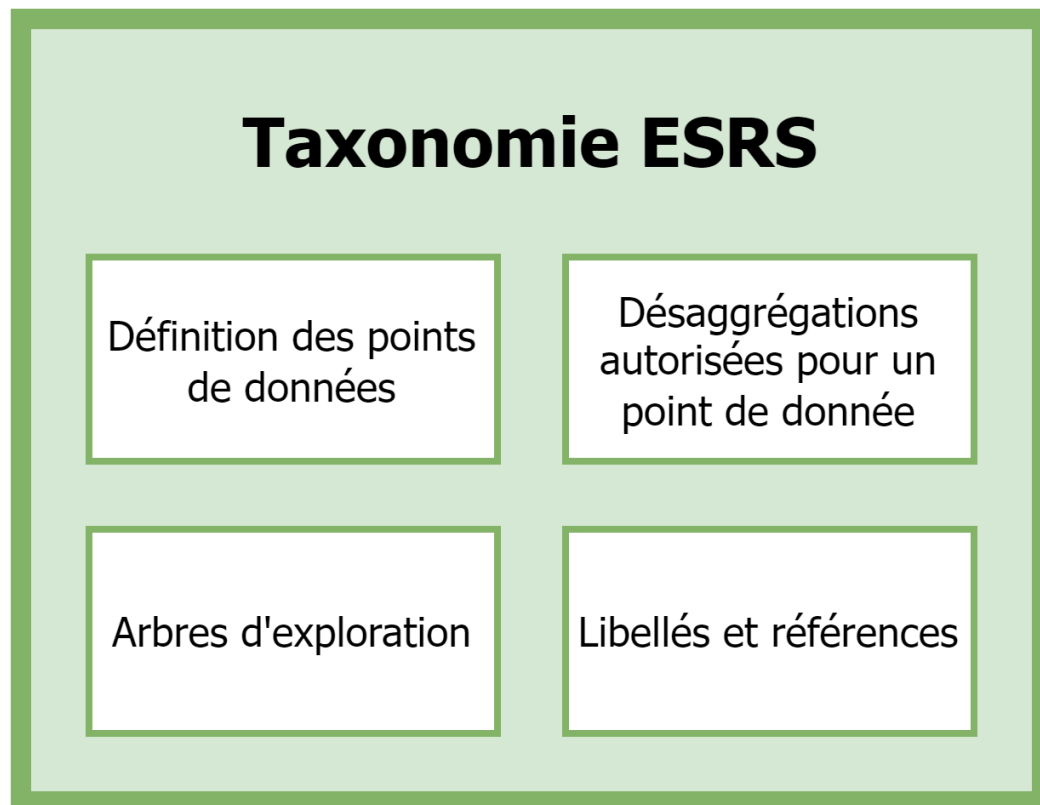 Taxonomie ESRS
Définition des points
de données
Désaggrégations
autorisées pour un
point de donnée
Arbres d'exploration
Libellés et références